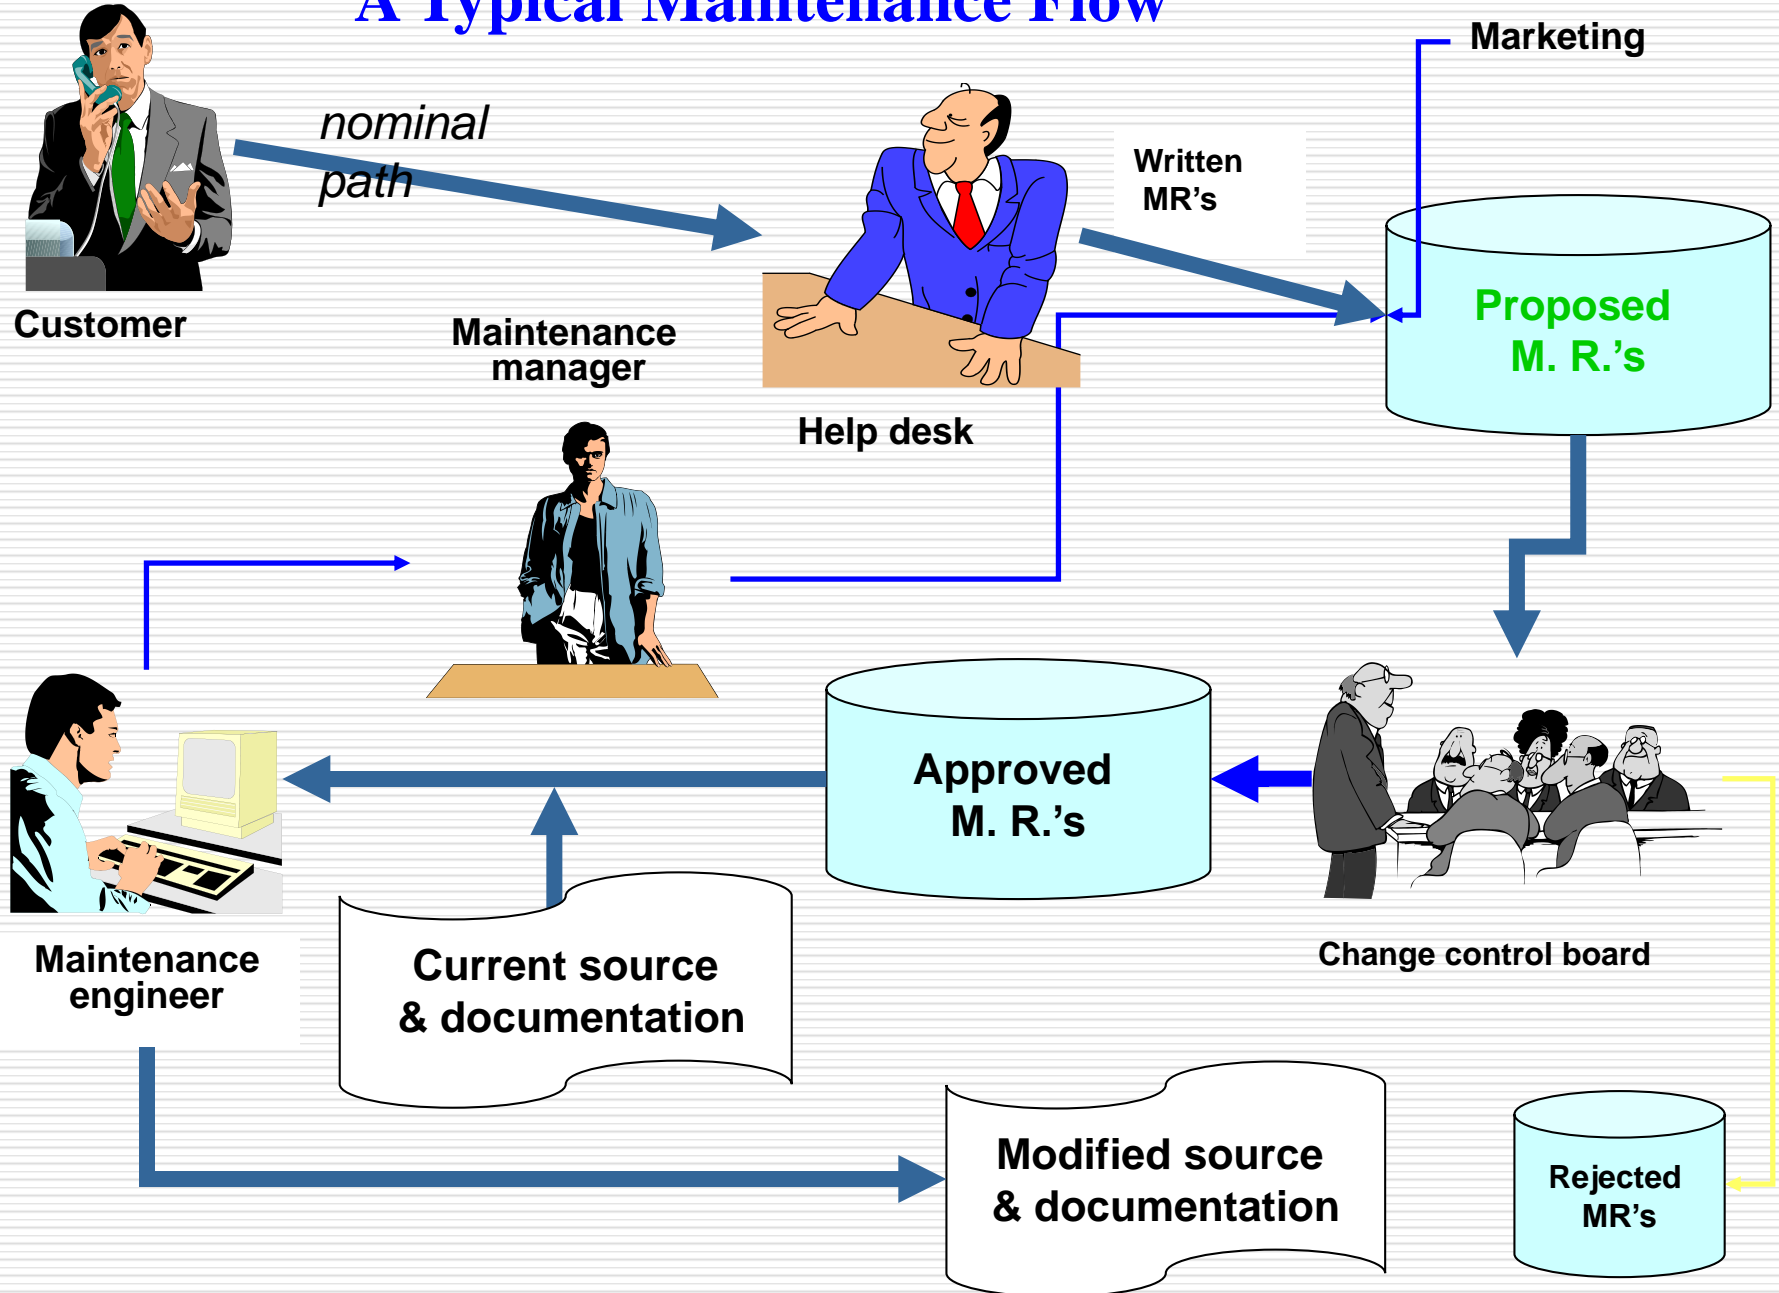 A Typical Maintenance Flow
Marketing
nominal
path
Written
MR's
Customer
Maintenance
manager
Proposed
M. R.’s
Help desk
Approved
M. R.’s
Maintenance
engineer
Current source
& documentation
Change control board
Modified source
& documentation
Rejected
MR’s